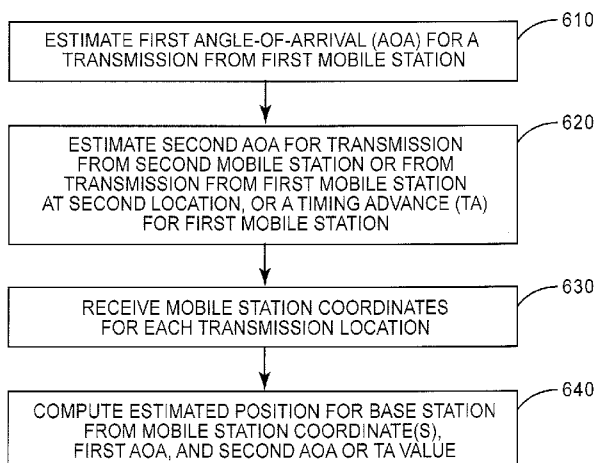 610
ESTIMATE FIRST ANGLE-OF-ARRIVAL (AOA) FOR A
TRANSMISSION FROM FIRST MOBILE STATION
620
ESTIMATE SECOND AOA FOR TRANSMISSION
FROM SECOND MOBILE STATION OR FROM
TRANSMISSION FROM FIRST MOBILE STATION
AT SECOND LOCATION, OR A TIMING ADVANCE (TA)
FOR FIRST MOBILE STATION
630
RECEIVE MOBILE STATION COORDINATES
FOR EACH TRANSMISSION LOCATION
640
COMPUTE ESTIMATED POSITION FOR BASE STATION
FROM MOBILE STATION COORDINATE(S),
FIRST AOA, AND SECOND AOA OR TA VALUE